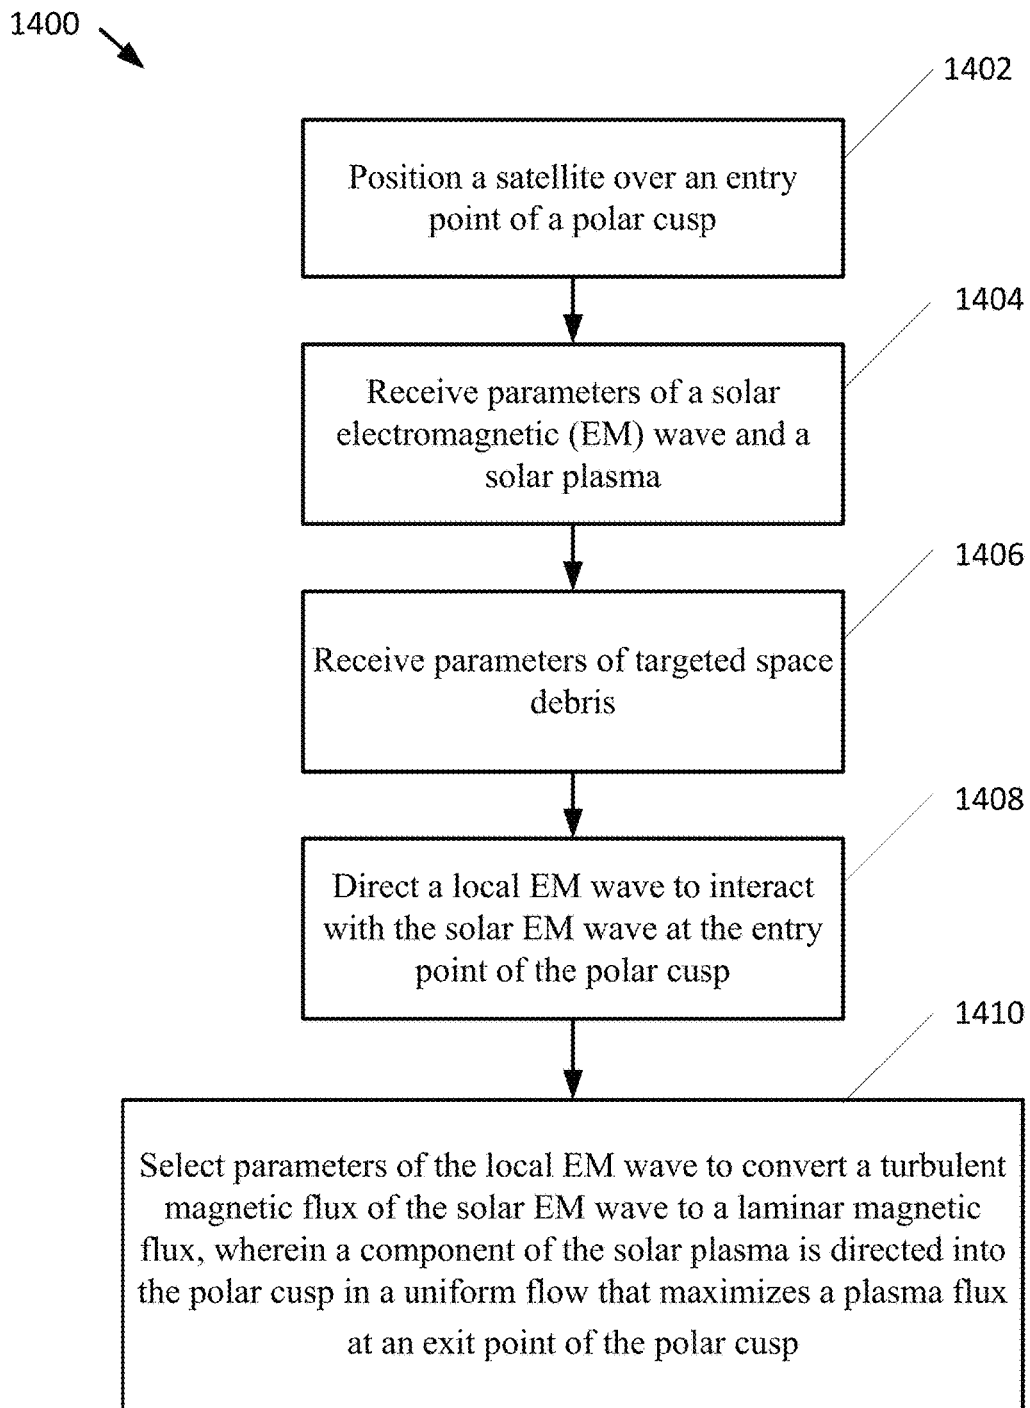 1400
1402
Position a satellite over an entry
point of a polar cusp
1404
Receive parameters of a solar
electromagnetic (EM) wave and a
solar plasma
1406
Receive parameters of targeted space
debris
1408
Direct a local EM wave to interact
with the solar EM wave at the entry
point of the polar cusp
1410
Select parameters of the local EM wave to convert a turbulent
magnetic flux of the solar EM wave to a laminar magnetic
flux, wherein a component of the solar plasma is directed into
the polar cusp in a uniform flow that maximizes a plasma flux
at an exit point of the polar cusp